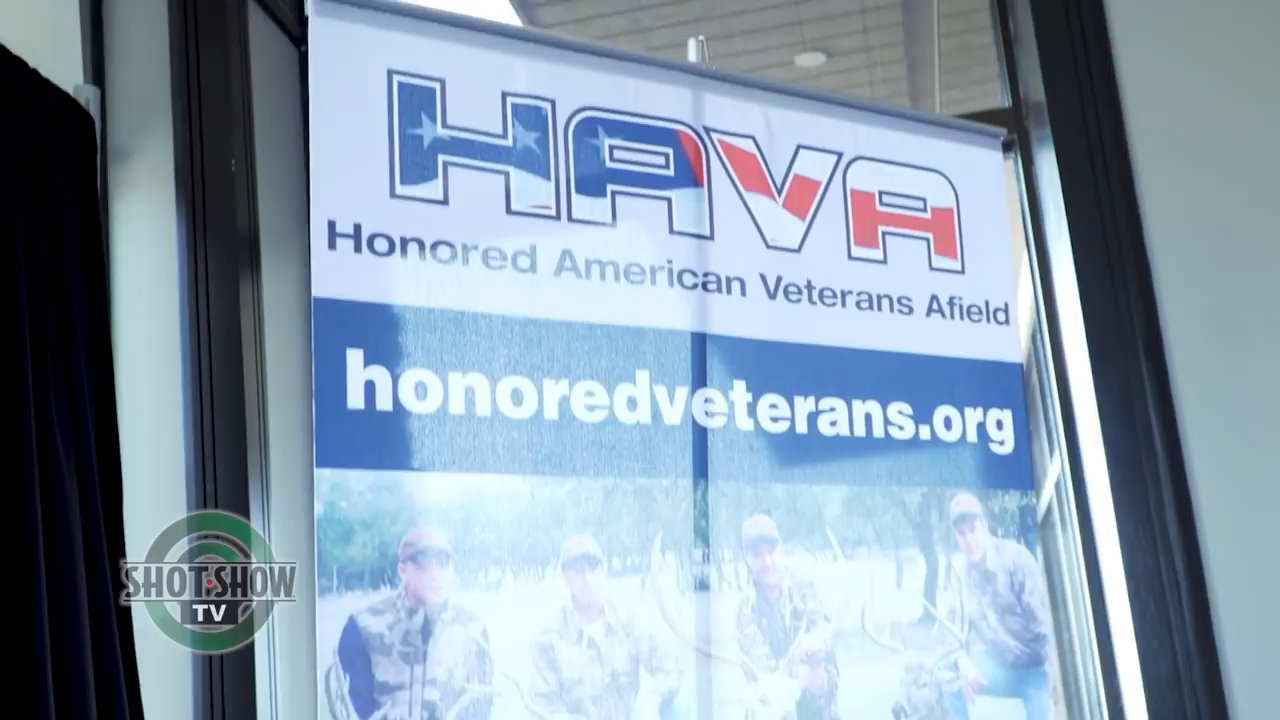 HAVA
Honored American Veterans Afield
honoredveterans.org
SHOT SHOW
TV